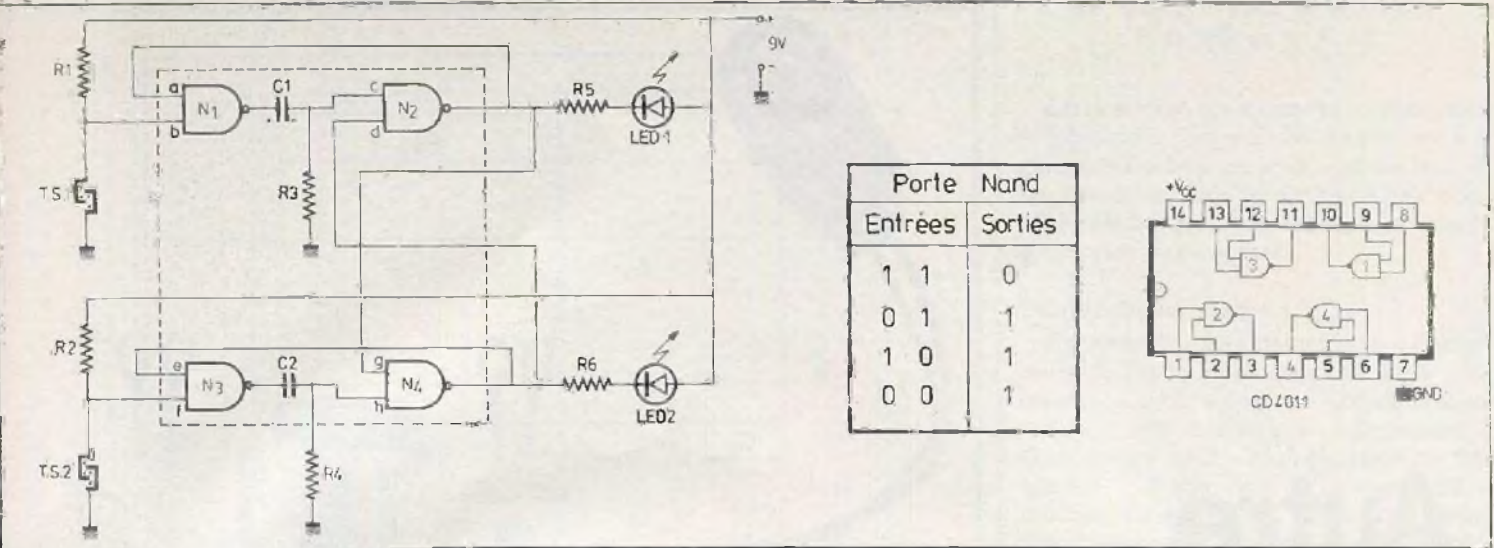 R1
a
b
N1
C1
+
-
c
d
N2
R3
T.S.1
R5
LED1
+
9V
-
R2
e
f
N3
C2
g
h
N4
R4
T.S.2
R6
LED2
Porte Nand
Entrées Sorties
1 1 0
0 1 1
1 0 1
0 0 1
+Vcc
14 13 12 11 10 9 8
3 1
2 4
1 2 3 4 5 6 7
CD4011
GND